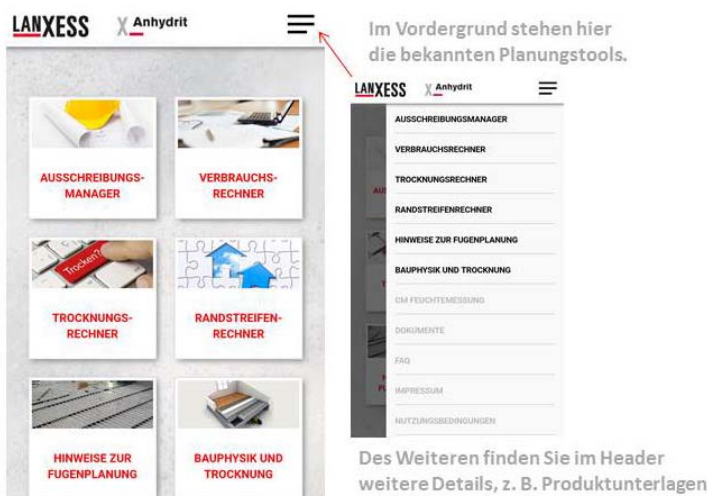 LANXESS X Anhydrit
Im Vordergrund stehen hier
die bekannten Planungstools.
AUSSCHREIBUNGS-
MANAGER
VERBRAUCHS-
RECHNER
Trocken?
TROCKNUNGS-
RECHNER
RANDSTREIFEN-
RECHNER
HINWEISE ZUR
FUGENPLANUNG
BAUPHYSIK UND
TROCKNUNG
LANXESS X Anhydrit
AUSSCHREIBUNGSMANAGER
VERBRAUCHSRECHNER
TROCKNUNGSRECHNER
RANDSTREIFENRECHNER
HINWEISE ZUR FUGENPLANUNG
BAUPHYSIK UND TROCKNUNG
CM FEUCHTEMESSUNG
DOKUMENTE
FAQ
IMPRESSUM
NUTZUNGSBEDINGUNGEN
Des Weiteren finden Sie im Header
weitere Details, z. B. Produktunterlagen